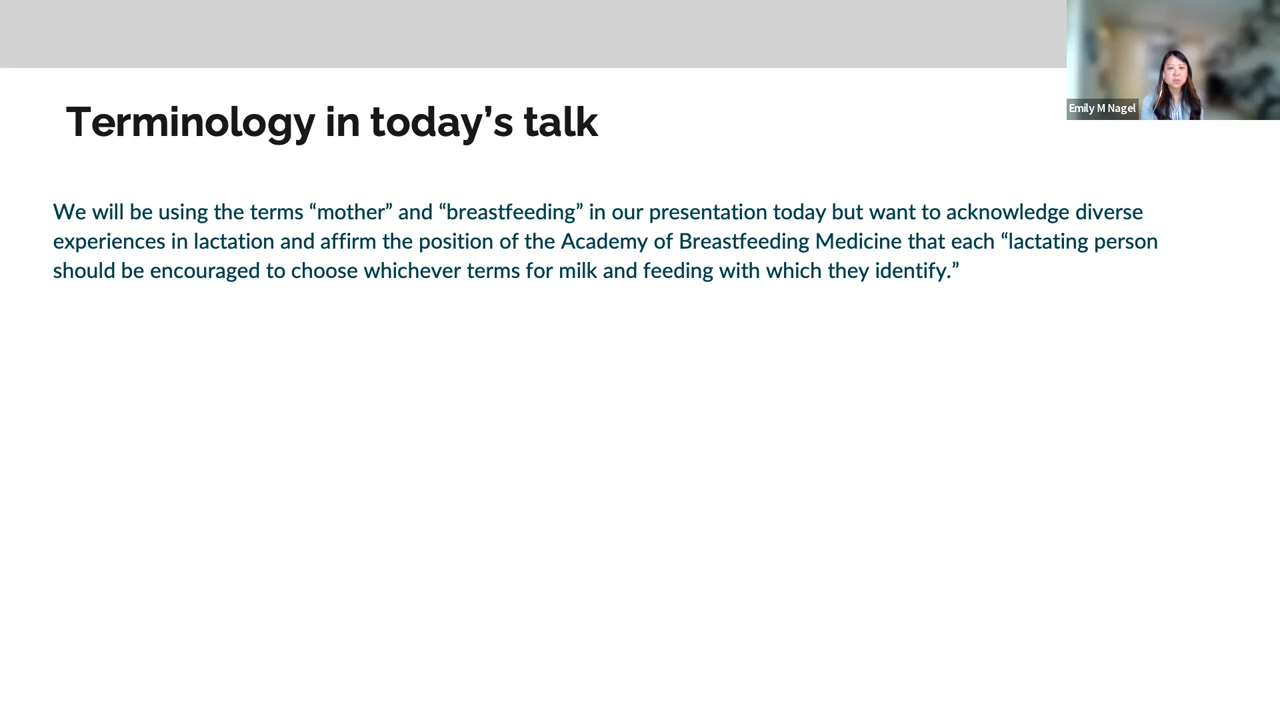 Emily M Nagel
Terminology in today’s talk
We will be using the terms “mother” and “breastfeeding” in our presentation today but want to acknowledge diverse
experiences in lactation and affirm the position of the Academy of Breastfeeding Medicine that each “lactating person
should be encouraged to choose whichever terms for milk and feeding with which they identify.”